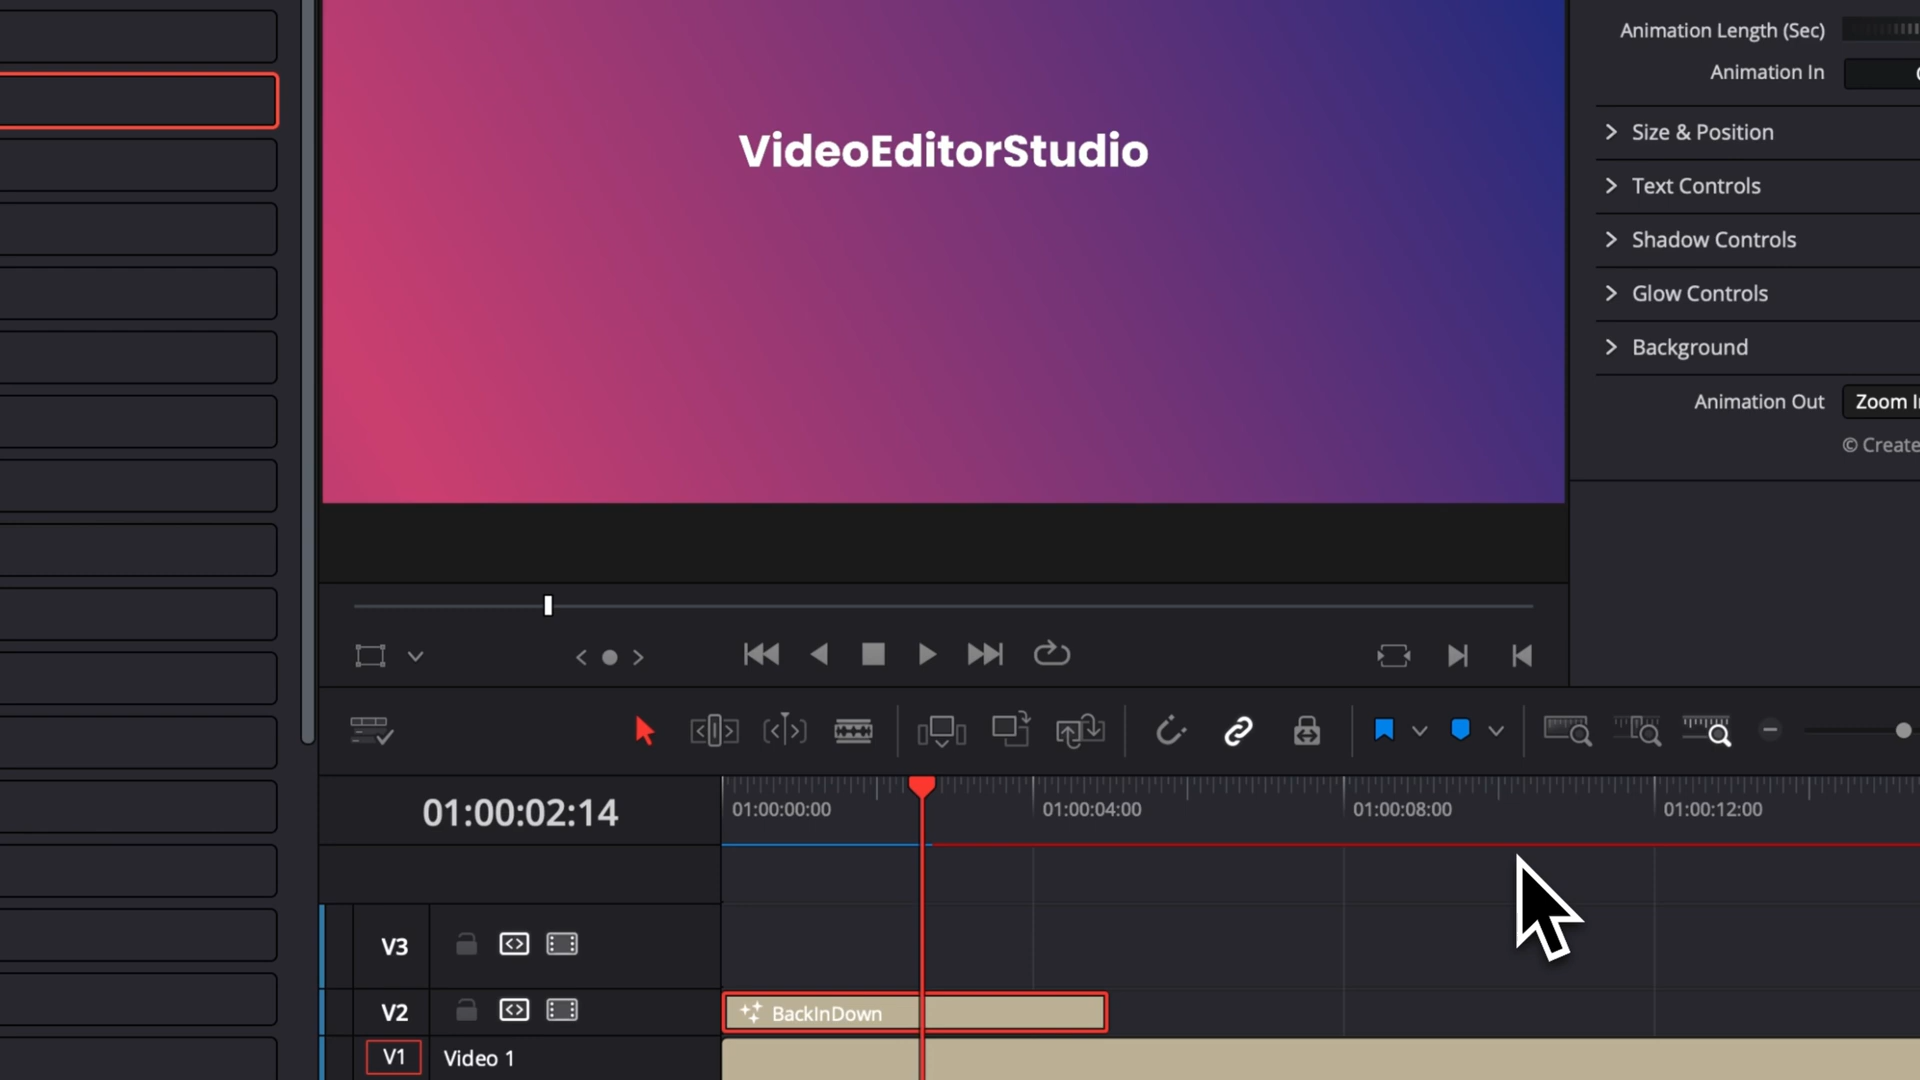 Animation Length (Sec)
Animation In
Size & Position
VideoEditorStudio
Text Controls
Shadow Controls
Glow Controls
Background
Animation Out
Zoom
© Create
01:00:02:14
01:00:00:00
01:00:04:00
01:00:08:00
01:00:12:00
V3
V2
BackInDown
V1
Video 1